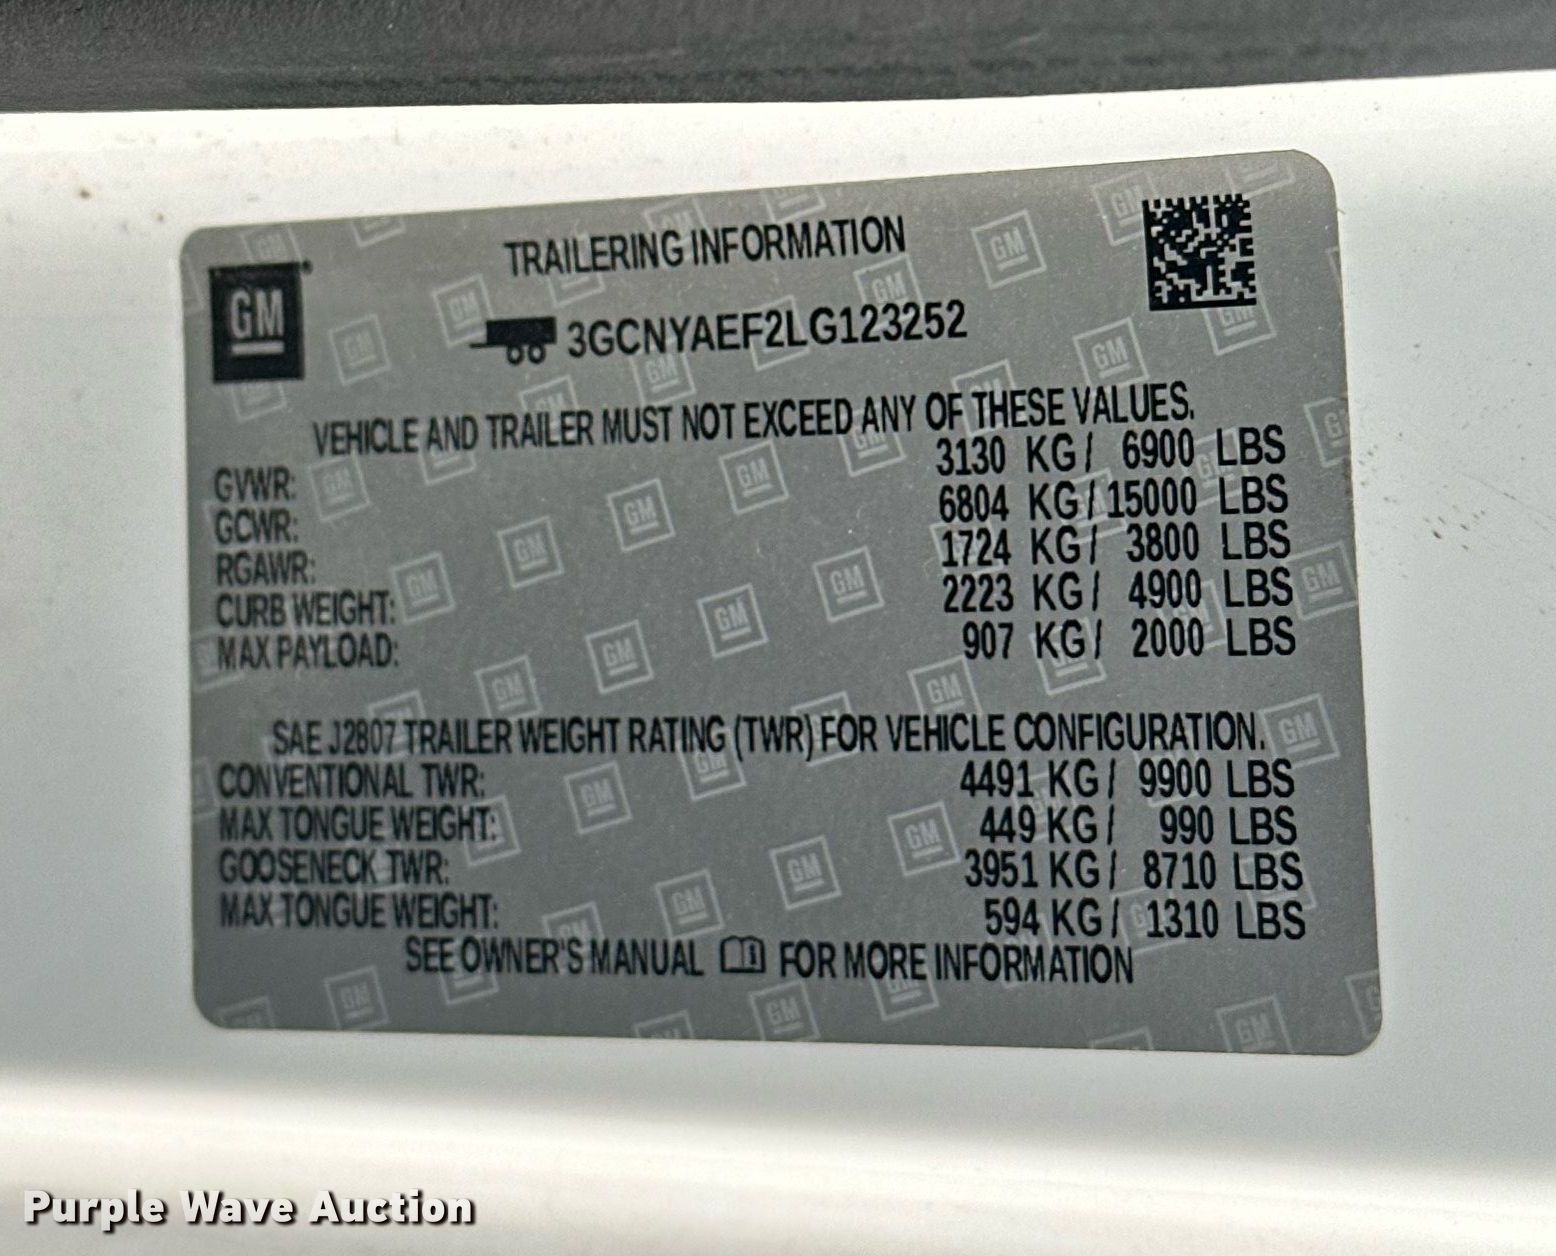 TRAILERING INFORMATION
GM
3GCNYAEF2LG123252
VEHICLE AND TRAILER MUST NOT EXCEED ANY OF THESE VALUES.
GVWR: 3130 KG / 6900 LBS
GCWR: 6804 KG / 15000 LBS
RGAWR: 1724 KG / 3800 LBS
CURB WEIGHT: 2223 KG / 4900 LBS
MAX PAYLOAD: 907 KG / 2000 LBS
SAE J2807 TRAILER WEIGHT RATING (TWR) FOR VEHICLE CONFIGURATION.
CONVENTIONAL TWR: 4491 KG / 9900 LBS
MAX TONGUE WEIGHT: 449 KG / 990 LBS
GOOSENECK TWR: 3951 KG / 8710 LBS
MAX TONGUE WEIGHT: 594 KG / 1310 LBS
SEE OWNER'S MANUAL FOR MORE INFORMATION
Purple Wave Auction